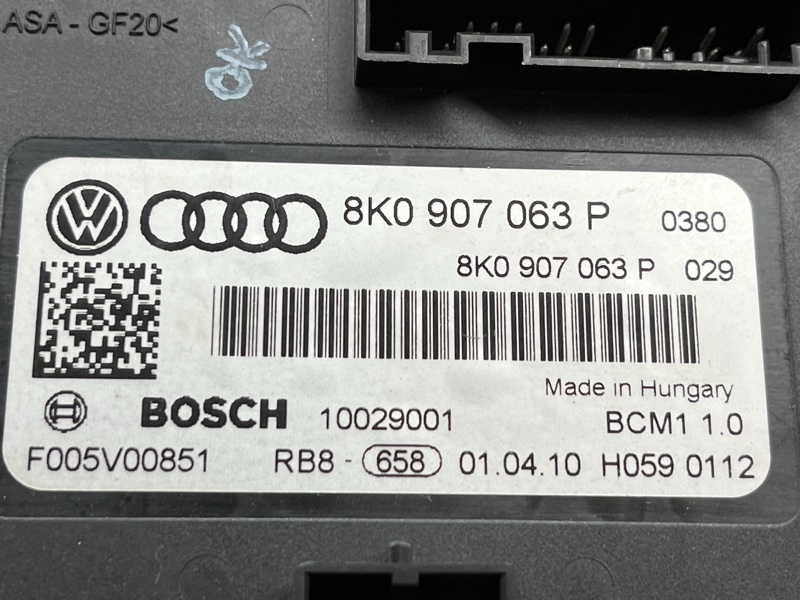 ASA - GF20<
8K0 907 063 P 0380
8K0 907 063 P 029
Made in Hungary
BOSCH 10029001 BCM1 1.0
F005V00851 RB8 - 658 01.04.10 H059 0112